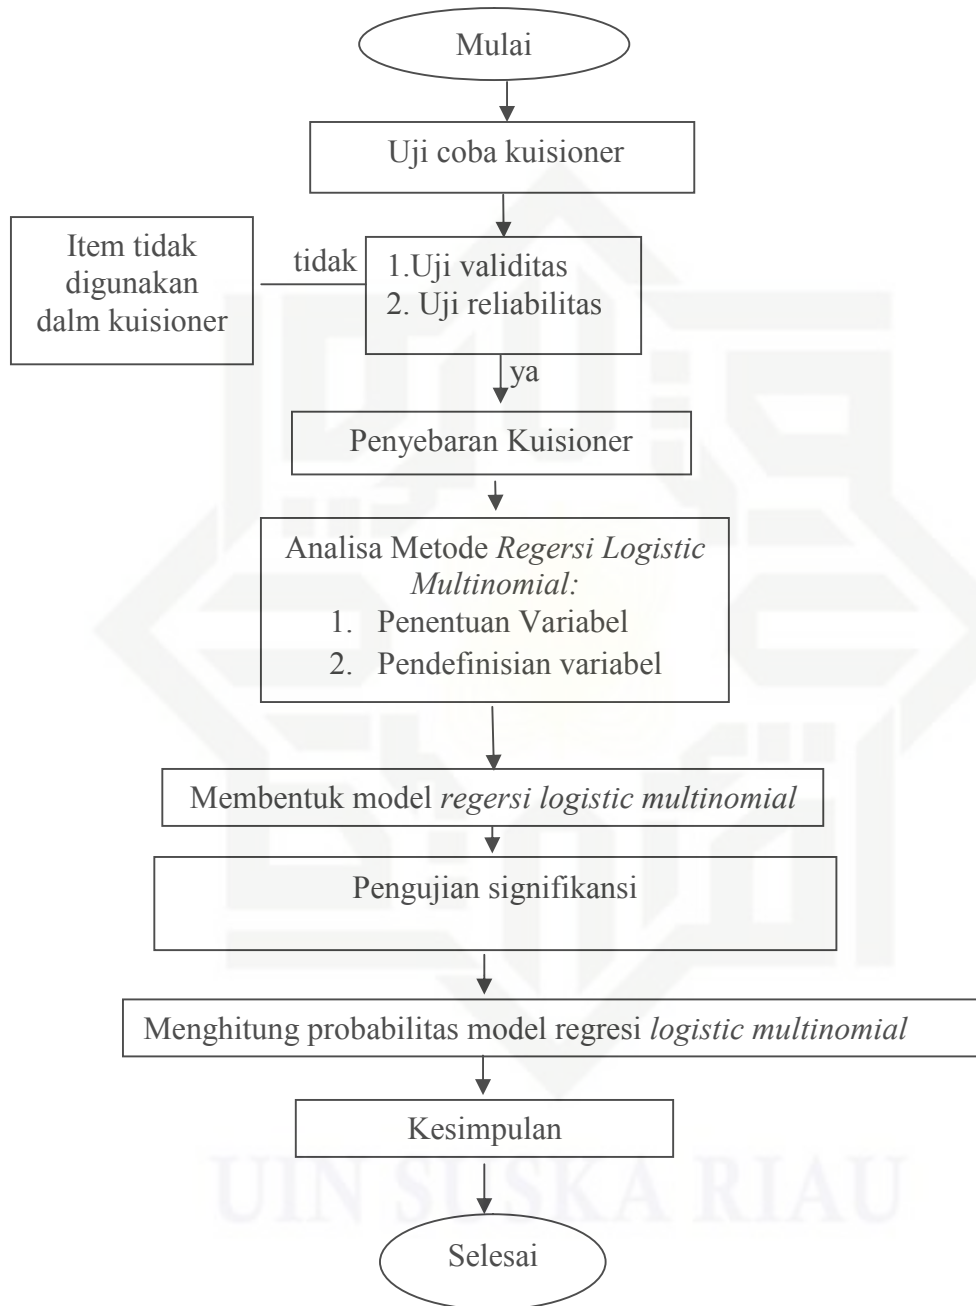 Mulai
Uji coba kuisioner
Item tidak
digunakan
dalm kuisioner
tidak
1.Uji validitas
2. Uji reliabilitas
ya
Penyebaran Kuisioner
Analisa Metode Regersi Logistic
Multinomial:
1. Penentuan Variabel
2. Pendefinisian variabel
Membentuk model regersi logistic multinomial
Pengujian signifikansi
Menghitung probabilitas model regresi logistic multinomial
Kesimpulan
UIN SUSKA RIAU
Selesai